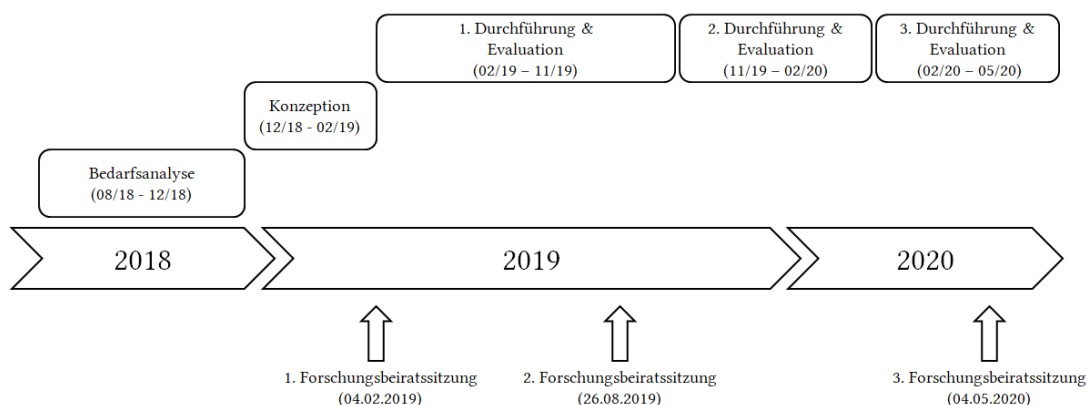 1. Durchführung &
Evaluation
(02/19 – 11/19)
2. Durchführung &
Evaluation
(11/19 – 02/20)
3. Durchführung &
Evaluation
(02/20 – 05/20)
Konzeption
(12/18 - 02/19)
Bedarfsanalyse
(08/18 - 12/18)
2018
2019
2020
1. Forschungsbeiratssitzung
(04.02.2019)
2. Forschungsbeiratssitzung
(26.08.2019)
3. Forschungsbeiratssitzung
(04.05.2020)